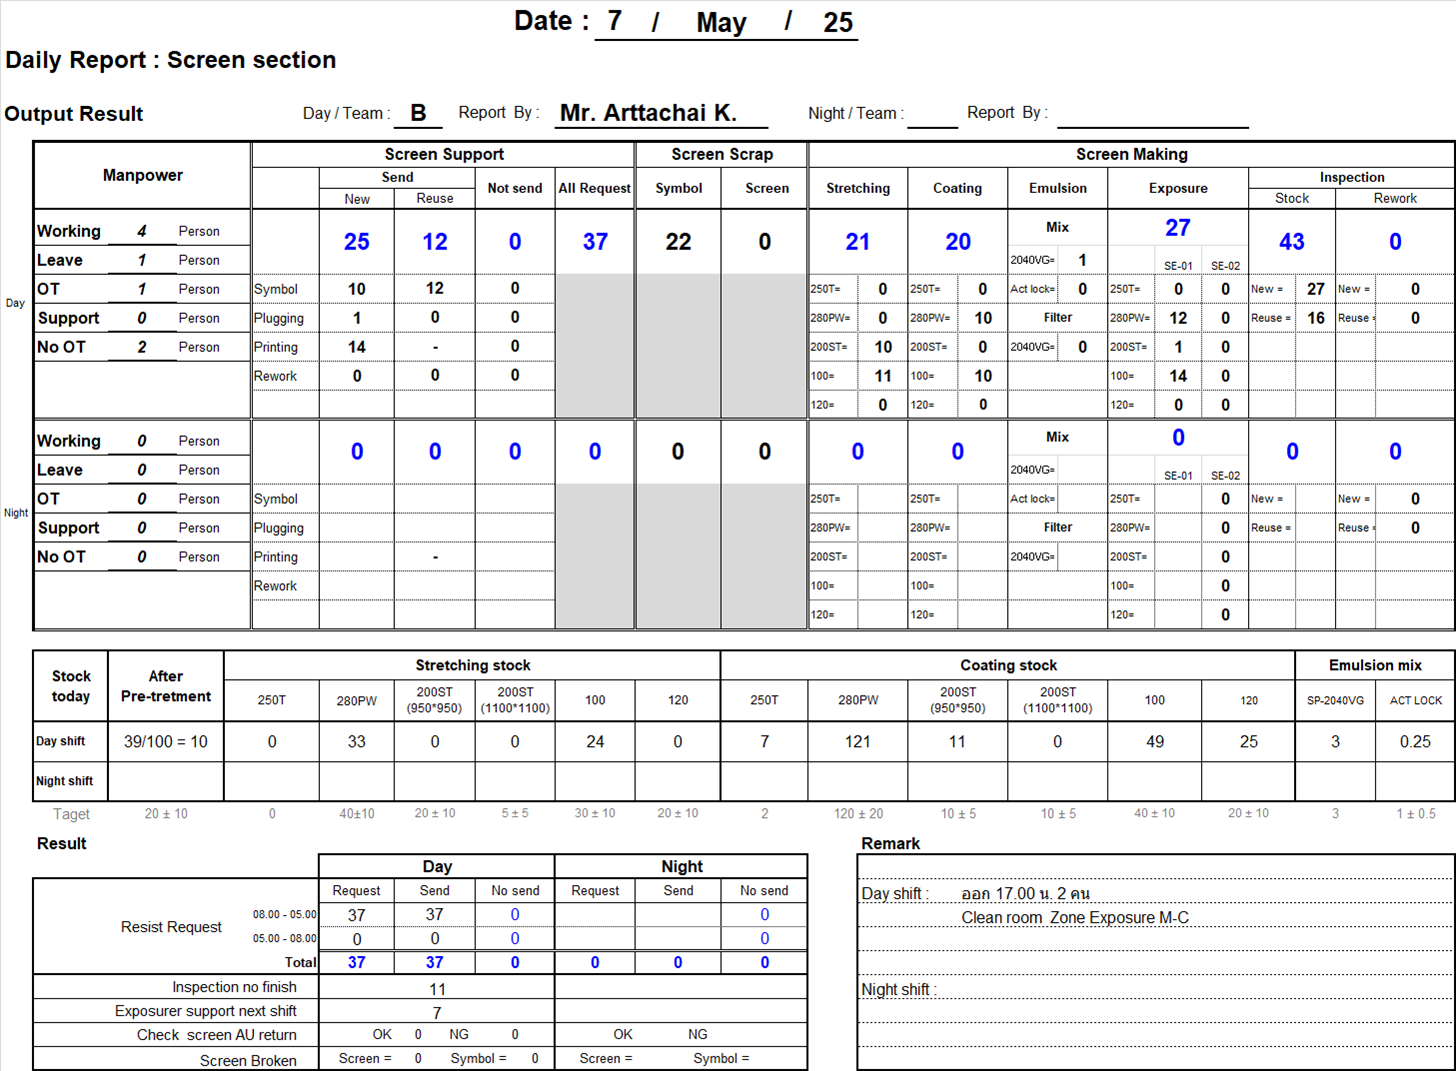 Date : 7 / May / 25
Daily Report : Screen section
Output Result Day / Team : B Report By : Mr. Arttachai K. Night / Team : Report By :
Manpower Screen Support Screen Scrap Screen Making
Send Not send All Request Symbol Screen Stretching Coating Emulsion Exposure Inspection
New Reuse Stock Rework
Day
Working 4 Person 25 12 0 37 22 0 21 20 Mix 27 43 0
Leave 1 Person 2040VG= 1 SE-01 SE-02
OT 1 Person Symbol 10 12 0 250T= 0 250T= 0 Act lock= 0 250T= 0 0 New = 27 New = 0
Support 0 Person Plugging 1 0 0 280PW= 0 280PW= 10 Filter 280PW= 12 0 Reuse = 16 Reuse = 0
No OT 2 Person Printing 14 - 0 200ST= 10 200ST= 0 2040VG= 0 200ST= 1 0
Rework 0 0 0 100= 11 100= 10 100= 14 0
120= 0 120= 0 120= 0 0
Night
Working 0 Person 0 0 0 0 0 0 0 0 Mix 0 0 0
Leave 0 Person 2040VG= SE-01 SE-02
OT 0 Person Symbol 250T= 250T= Act lock= 250T= 0 New = New = 0
Support 0 Person Plugging 280PW= 280PW= Filter 280PW= 0 Reuse = Reuse = 0
No OT 0 Person Printing - 200ST= 200ST= 2040VG= 200ST= 0
Rework 100= 100= 100= 0
120= 120= 120= 0
Stock today After Pre-tretment Stretching stock Coating stock Emulsion mix
250T 280PW 200ST (950*950) 200ST (1100*1100) 100 120 250T 280PW 200ST (950*950) 200ST (1100*1100) 100 120 SP-2040VG ACT LOCK
Day shift 39/100 = 10 0 33 0 0 24 0 7 121 11 0 49 25 3 0.25
Night shift
Taget 20 ± 10 0 40±10 20 ± 10 5 ± 5 30 ± 10 20 ± 10 2 120 ± 20 10 ± 5 10 ± 5 40 ± 10 20 ± 10 3 1 ± 0.5
Result
Day Night
Request Send No send Request Send No send
Resist Request
08.00 - 05.00 37 37 0 0
05.00 - 08.00 0 0 0 0
Total 37 37 0 0 0 0
Inspection no finish 11
Exposurer support next shift 7
Check screen AU return OK 0 NG 0 OK NG
Screen Broken Screen = 0 Symbol = 0 Screen = Symbol =
Remark
Day shift : ออก 17.00 น. 2 คน
Clean room Zone Exposure M-C
Night shift :